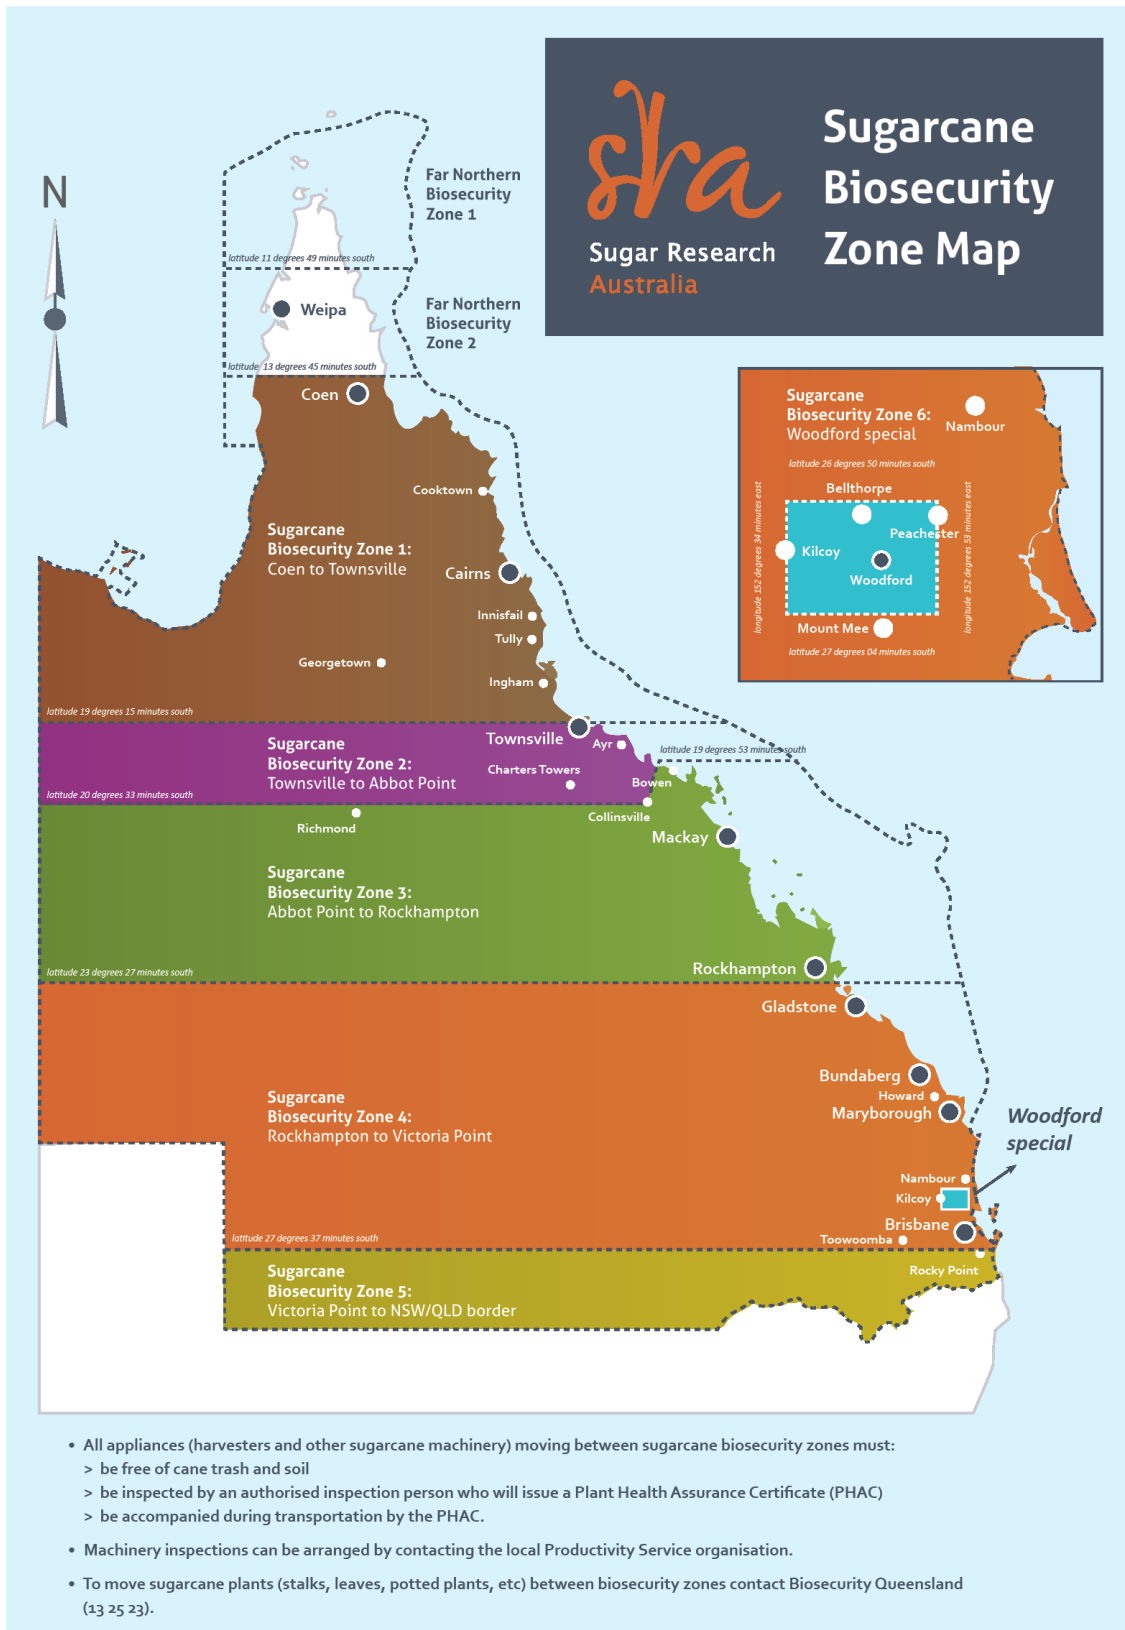 sra
Sugar Research
Australia
Sugarcane
Biosecurity
Zone Map
N
Far Northern
Biosecurity
Zone 1
latitude 11 degrees 49 minutes south
Weipa
Far Northern
Biosecurity
Zone 2
latitude 13 degrees 45 minutes south
Coen
Cooktown
Sugarcane
Biosecurity Zone 1:
Coen to Townsville
Cairns
Innisfail
Tully
Georgetown
Ingham
latitude 19 degrees 15 minutes south
Sugarcane
Biosecurity Zone 6:
Woodford special
Nambour
latitude 26 degrees 50 minutes south
longitude 152 degrees 34 minutes east
longitude 152 degrees 53 minutes east
Bellthorpe
Peachester
Kilcoy
Woodford
Mount Mee
latitude 27 degrees 04 minutes south
Townsville
Ayr
latitude 19 degrees 53 minutes south
Sugarcane
Biosecurity Zone 2:
Townsville to Abbot Point
Charters Towers
Bowen
latitude 20 degrees 33 minutes south
Collinsville
Richmond
Mackay
Sugarcane
Biosecurity Zone 3:
Abbot Point to Rockhampton
Rockhampton
latitude 23 degrees 27 minutes south
Gladstone
Bundaberg
Howard
Maryborough
Sugarcane
Biosecurity Zone 4:
Rockhampton to Victoria Point
Woodford
special
Nambour
Kilcoy
Brisbane
Toowoomba
latitude 27 degrees 37 minutes south
Rocky Point
Sugarcane
Biosecurity Zone 5:
Victoria Point to NSW/QLD border
• All appliances (harvesters and other sugarcane machinery) moving between sugarcane biosecurity zones must:
> be free of cane trash and soil
> be inspected by an authorised inspection person who will issue a Plant Health Assurance Certificate (PHAC)
> be accompanied during transportation by the PHAC.
• Machinery inspections can be arranged by contacting the local Productivity Service organisation.
• To move sugarcane plants (stalks, leaves, potted plants, etc) between biosecurity zones contact Biosecurity Queensland
(13 25 23).